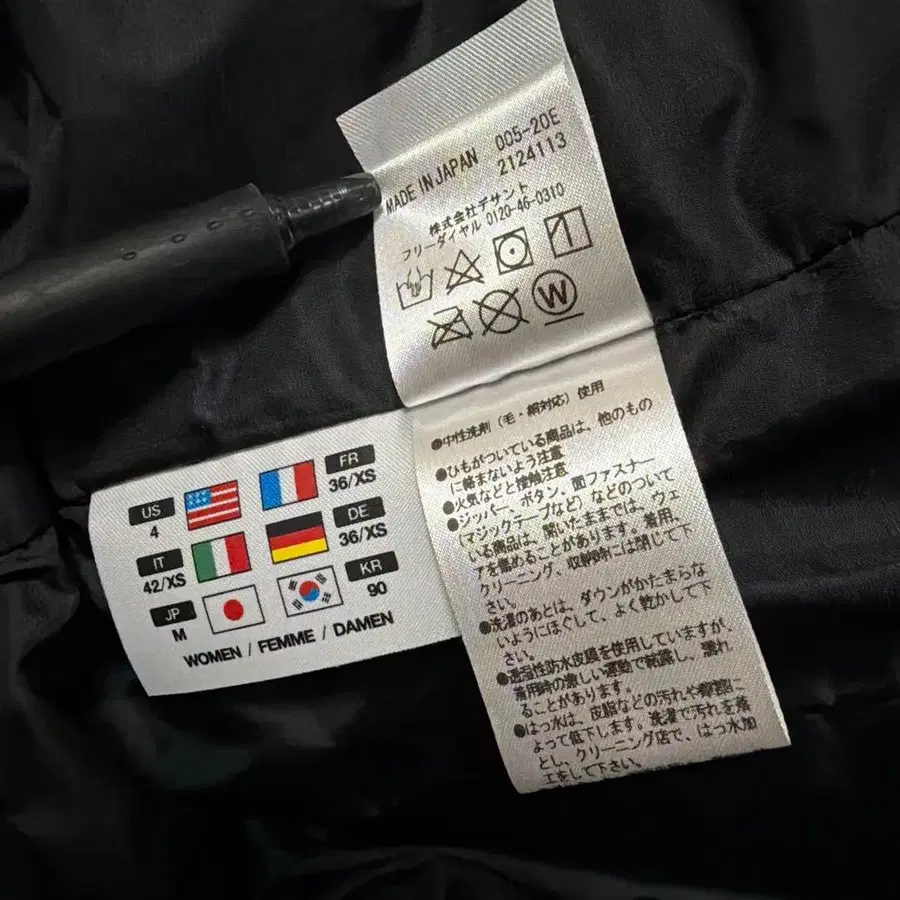 MADE IN JAPAN 005-20E
2124113
株式会社デサント
フリーダイヤル 0120-46-0310
W
●中性洗剤（毛・絹対応）使用
●ひもがついている商品は、他のもの
に絡まないよう注意
●火気などと接触注意
●ジッパー、ボタン、面ファスナー
(マジックテープなど）などのついて
いる商品は、開いたままでは、ウェ
アを傷めることがあります。着用、
クリーニング、収納時には閉じて下
さい。
●洗濯のあとは、ダウンがかたまらな
いようにほぐして、よく乾かして下
さい。
●透湿性防水皮膜を使用していますが、
着用時の激しい運動で結露し、濡れ
ることがあります。
●はっ水は、皮脂などの汚れや摩擦に
よって低下します。洗濯で汚れを落
とし、クリーニング店で、はっ水加
工をして下さい。
US
4
FR
36/XS
IT
42/XS
DE
36/XS
JP
M
KR
90
WOMEN / FEMME / DAMEN